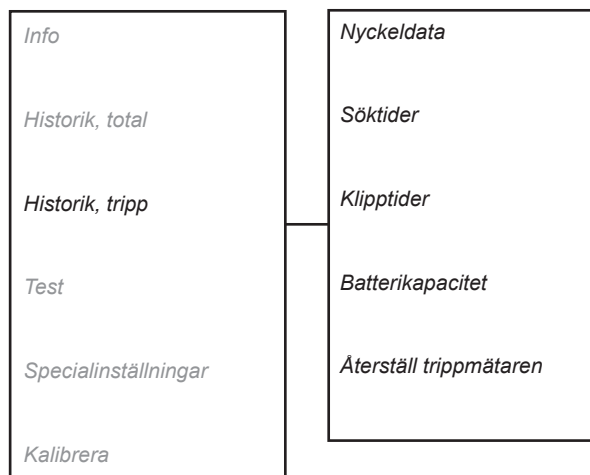 Info
Historik, total
Historik, tripp
Test
Specialinställningar
Kalibrera
Nyckeldata
Söktider
Klipptider
Batterikapacitet
Återställ trippmätaren